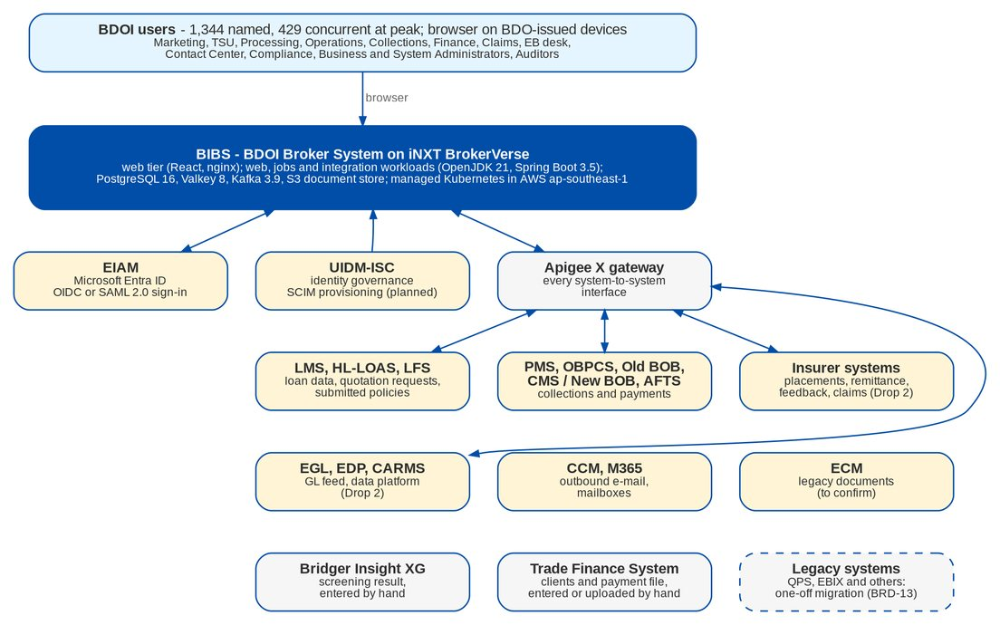 BDOI users - 1,344 named, 429 concurrent at peak; browser on BDO-issued devices
Marketing, TSU, Processing, Operations, Collections, Finance, Claims, EB desk,
Contact Center, Compliance, Business and System Administrators, Auditors
browser
BIBS - BDOI Broker System on iNXT BrokerVerse
web tier (React, nginx); web, jobs and integration workloads (OpenJDK 21, Spring Boot 3.5);
PostgreSQL 16, Valkey 8, Kafka 3.9, S3 document store; managed Kubernetes in AWS ap-southeast-1
EIAM
Microsoft Entra ID
OIDC or SAML 2.0 sign-in
UIDM-ISC
identity governance
SCIM provisioning (planned)
Apigee X gateway
every system-to-system
interface
LMS, HL-LOAS, LFS
loan data, quotation requests,
submitted policies
PMS, OBPCS, Old BOB,
CMS / New BOB, AFTS
collections and payments
Insurer systems
placements, remittance,
feedback, claims (Drop 2)
EGL, EDP, CARMS
GL feed, data platform
(Drop 2)
CCM, M365
outbound e-mail,
mailboxes
ECM
legacy documents
(to confirm)
Bridger Insight XG
screening result,
entered by hand
Trade Finance System
clients and payment file,
entered or uploaded by hand
Legacy systems
QPS, EBIX and others:
one-off migration (BRD-13)